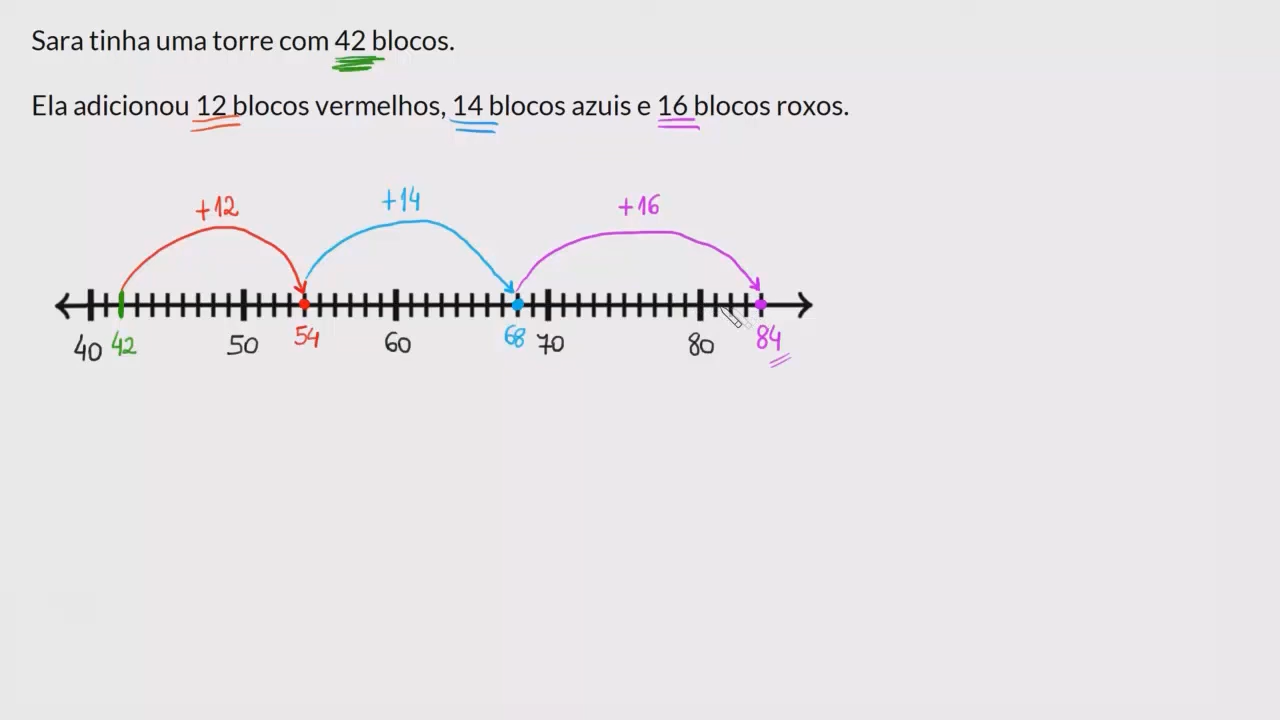 Sara tinha uma torre com 42 blocos.
Ela adicionou 12 blocos vermelhos, 14 blocos azuis e 16 blocos roxos.
+12 +14 +16
40 42 50 54 60 68 70 80 84